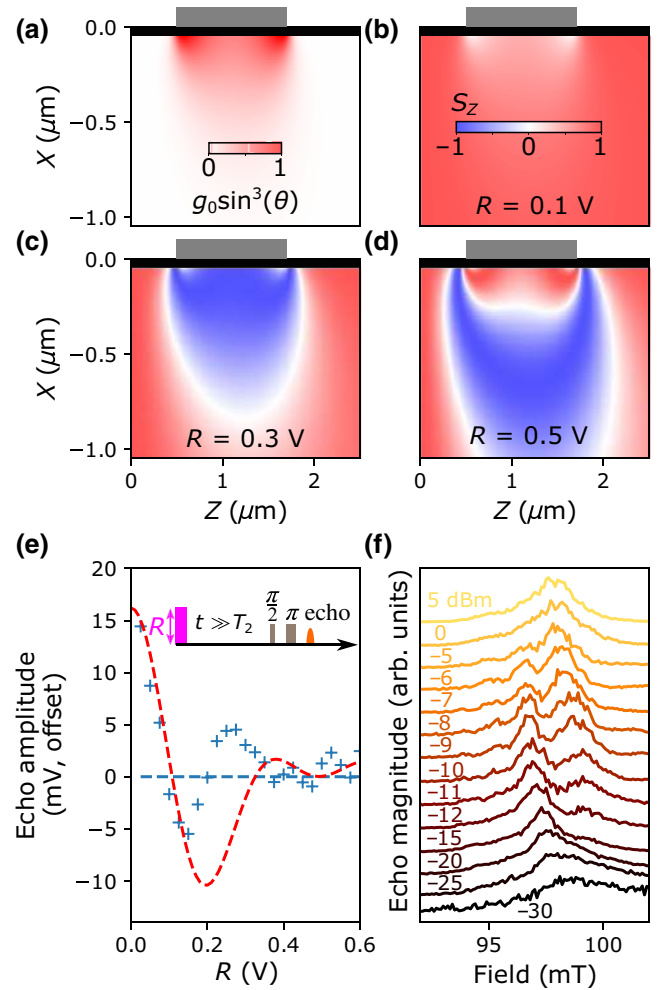 (a)
(b)
0.0
−0.5
−1.0
X (μm)
0 1
g₀sin³(θ)
S_Z
−1 0 1
R = 0.1 V
(c)
(d)
0.0
−0.5
−1.0
X (μm)
R = 0.3 V
R = 0.5 V
0 1 2
0 1 2
Z (μm)
Z (μm)
(e)
(f)
20
15
10
5
0
−5
−10
Echo amplitude
(mV, offset)
R
t ≫ T₂
π/2 π echo
0.0 0.2 0.4 0.6
R (V)
Echo magnitude (arb. units)
5 dBm
0
−5
−6
−7
−8
−9
−10
−11
−12
−15
−20
−25
−30
95 100
Field (mT)